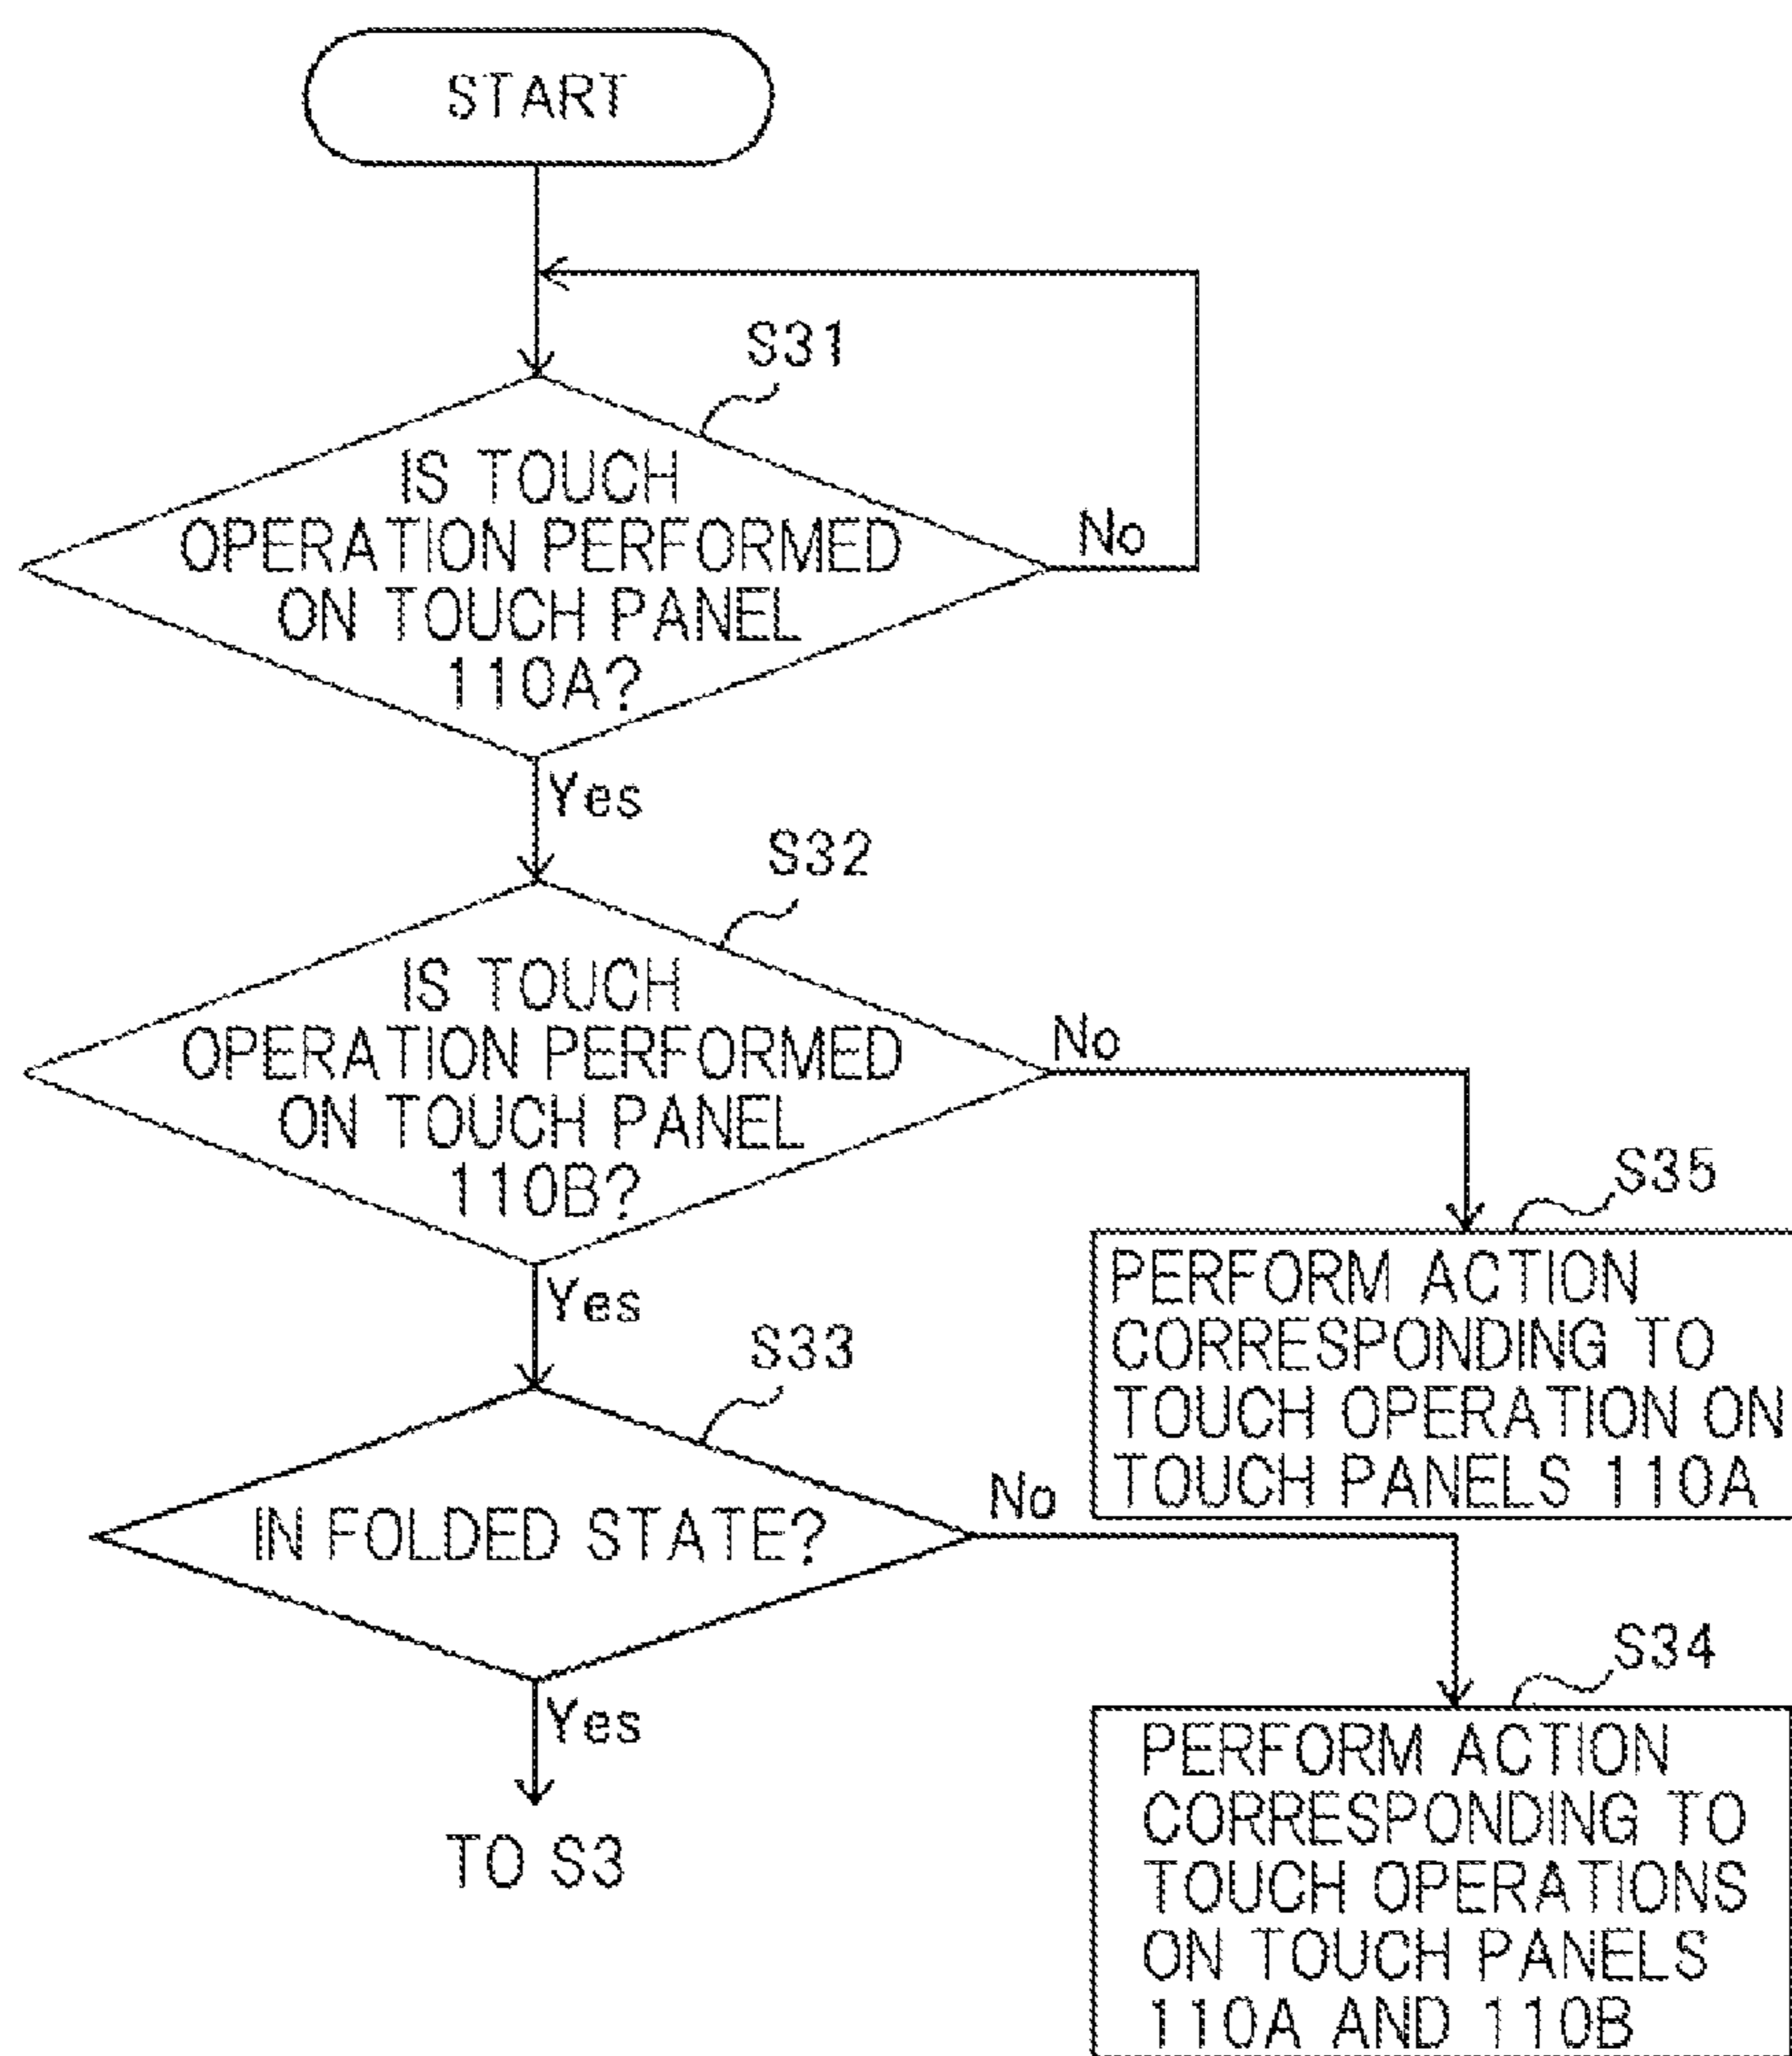 START
S31
IS TOUCH
OPERATION PERFORMED
ON TOUCH PANEL
110A?
No
Yes
S32
IS TOUCH
OPERATION PERFORMED
ON TOUCH PANEL
110B?
No
Yes
S35
PERFORM ACTION
CORRESPONDING TO
TOUCH OPERATION ON
TOUCH PANELS 110A
S33
IN FOLDED STATE?
No
Yes
S34
PERFORM ACTION
CORRESPONDING TO
TOUCH OPERATIONS
ON TOUCH PANELS
110A AND 110B
TO S3